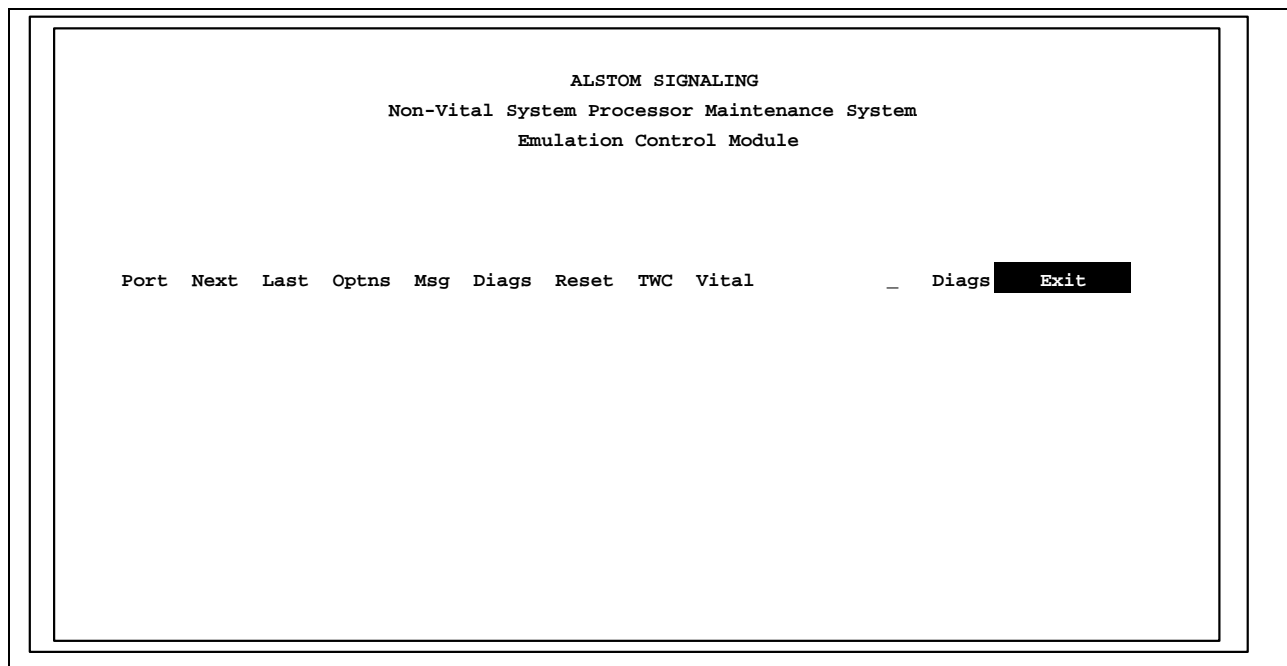 ALSTOM SIGNALING
Non-Vital System Processor Maintenance System
Emulation Control Module
Port Next Last Optns Msg Diags Reset TWC Vital _ Diags Exit